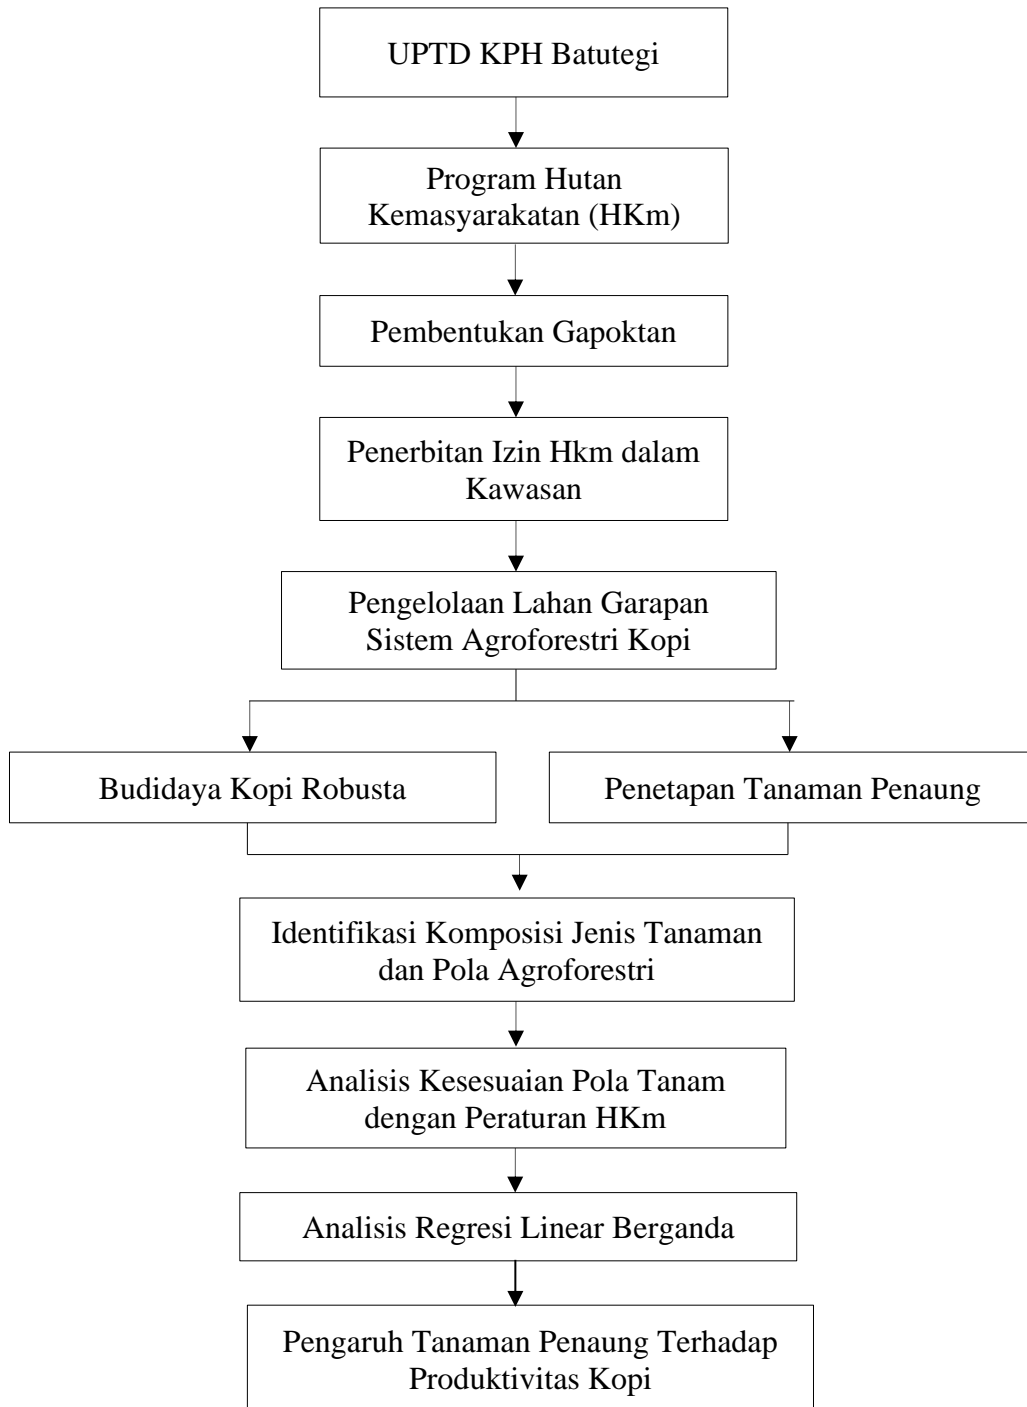 UPTD KPH Batutegi
Program Hutan
Kemasyarakatan (HKm)
Pembentukan Gapoktan
Penerbitan Izin Hkm dalam
Kawasan
Pengelolaan Lahan Garapan
Sistem Agroforestri Kopi
Budidaya Kopi Robusta
Penetapan Tanaman Penaung
Identifikasi Komposisi Jenis Tanaman
dan Pola Agroforestri
Analisis Kesesuaian Pola Tanam
dengan Peraturan HKm
Analisis Regresi Linear Berganda
Pengaruh Tanaman Penaung Terhadap
Produktivitas Kopi